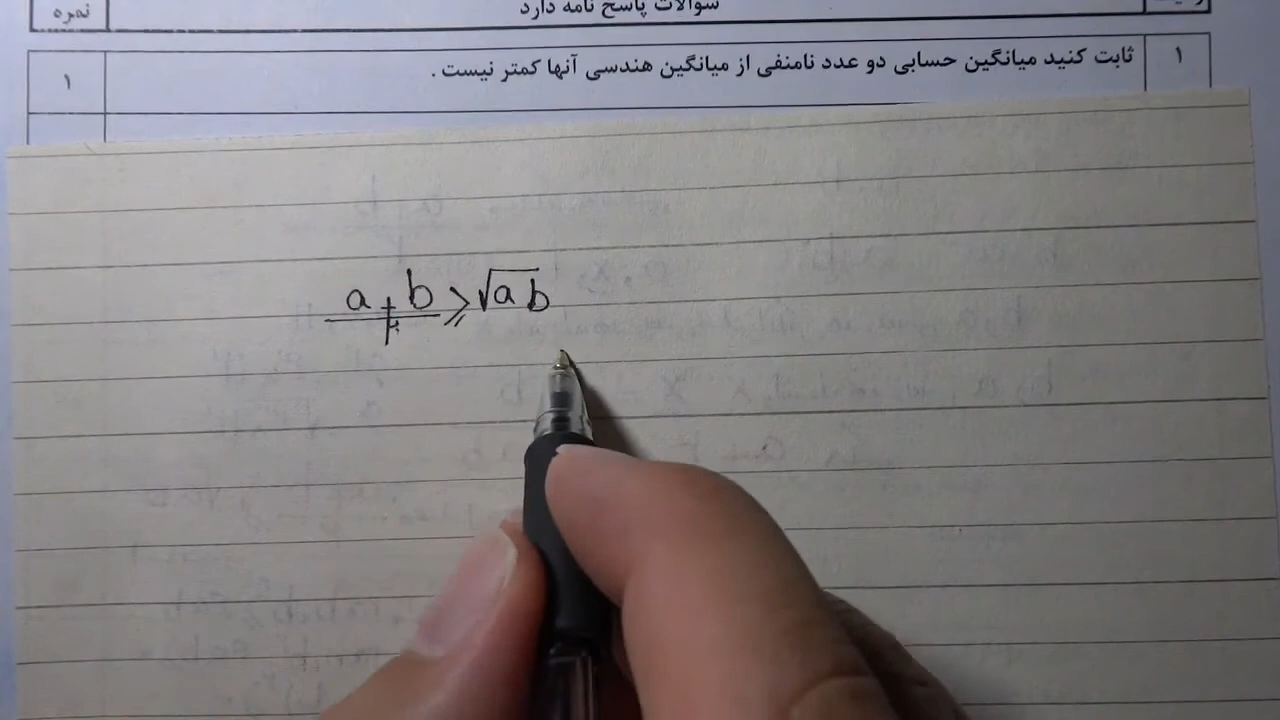 نمره
سوالات پاسخ نامه دارد
۱ ثابت کنید میانگین حسابی دو عدد نامنفی از میانگین هندسی آنها کمتر نیست . ۱
a + b / ۲ ⩾ √ab